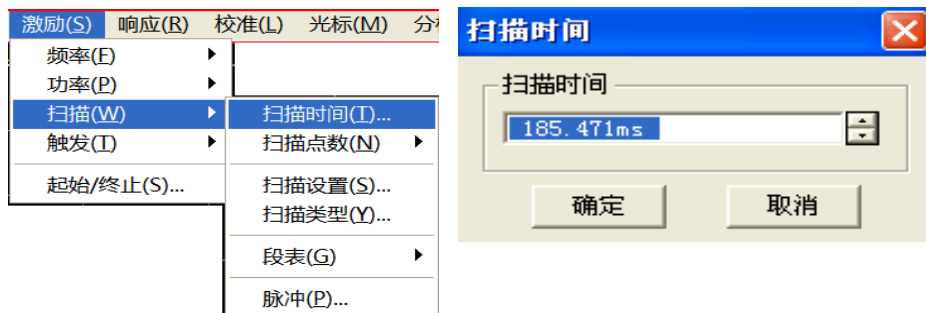 激励(S) 响应(R) 校准(L) 光标(M)
频率(F)
功率(P)
扫描(W)
触发(T)
起始/终止(S)...
扫描时间(T)...
扫描点数(N)
扫描设置(S)...
扫描类型(Y)...
段表(G)
脉冲(P)...
扫描时间
扫描时间
185.471ms
确定 取消